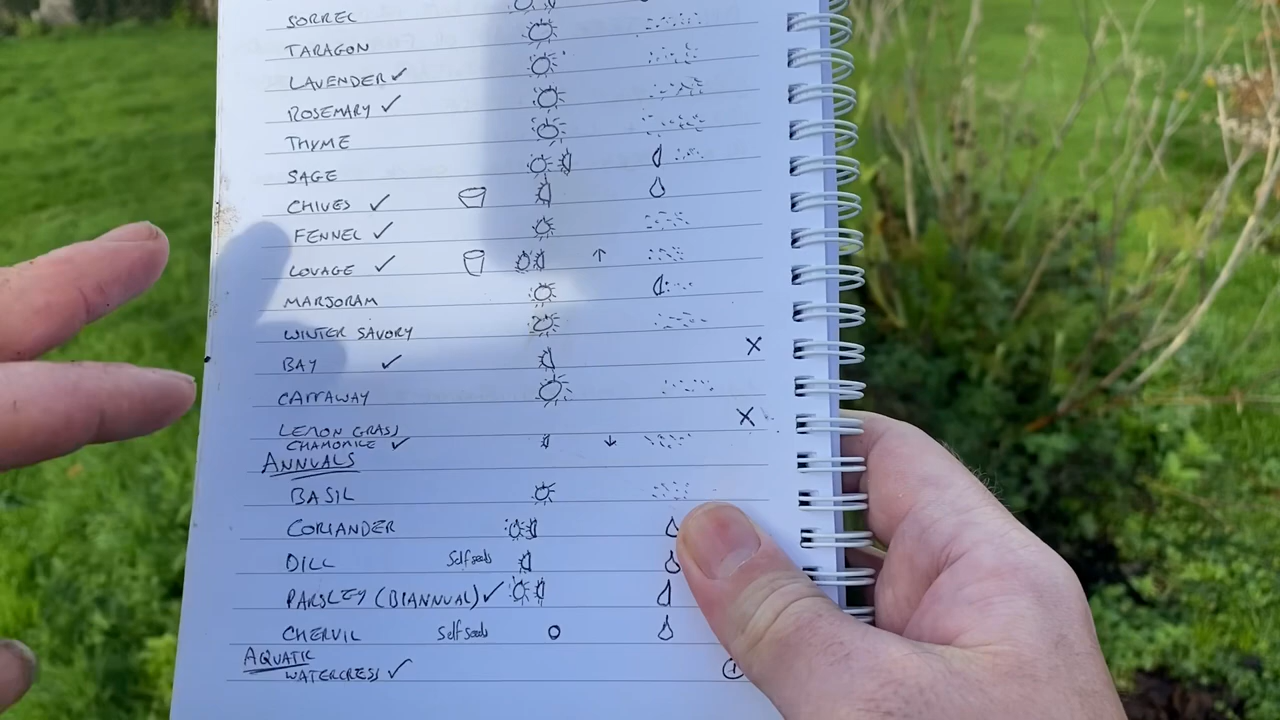 SORREL
TARAGON
LAVENDER ✓
ROSEMARY ✓
THYME
SAGE
CHIVES ✓
FENNEL ✓
LOVAGE ✓ ↑
MARJORAM
WINTER SAVORY
BAY ✓ X
CARRAWAY
LEMON GRASS X
CHAMOMILE ✓ ↓
ANNUALS
BASIL
CORIANDER
DILL Self seeds
PARSLEY (BIANNUAL) ✓
CHERVIL Self seeds
AQUATIC
WATERCRESS ✓